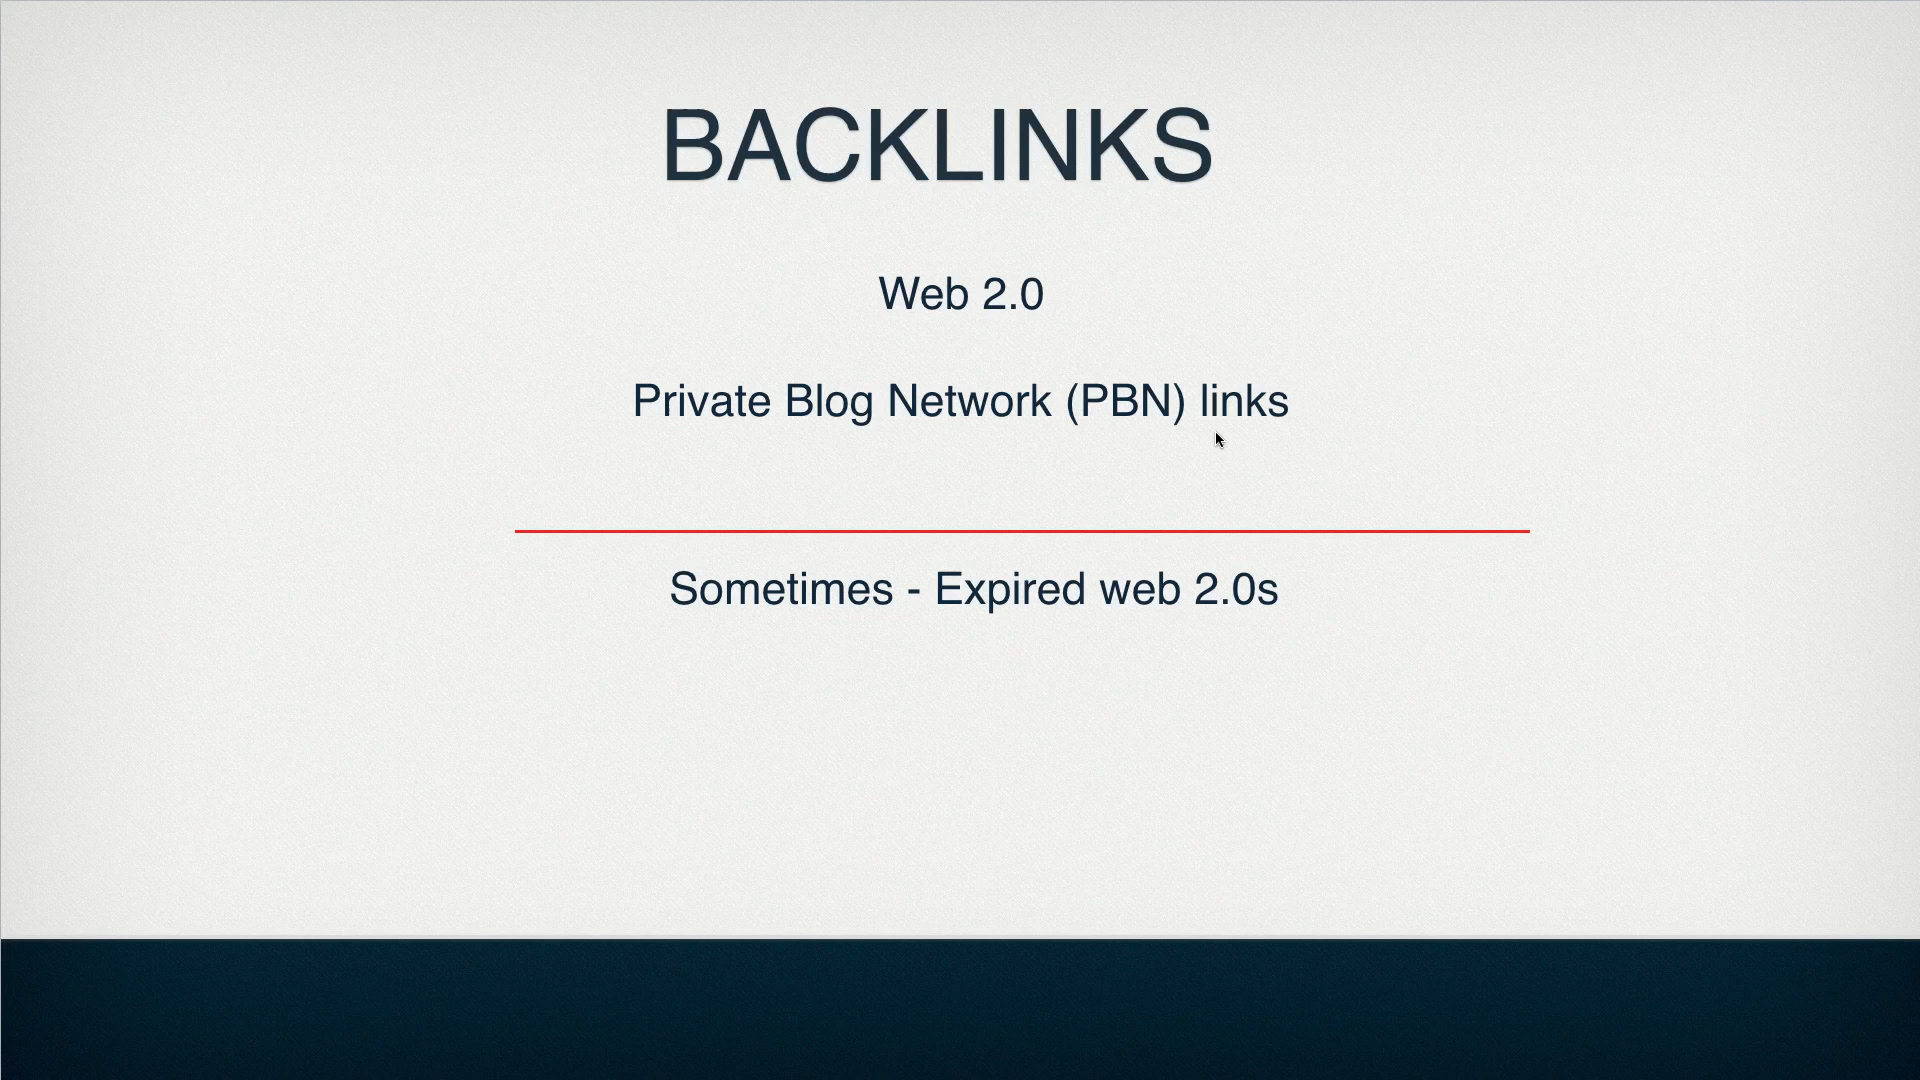 BACKLINKS
Web 2.0
Private Blog Network (PBN) links
Sometimes - Expired web 2.0s